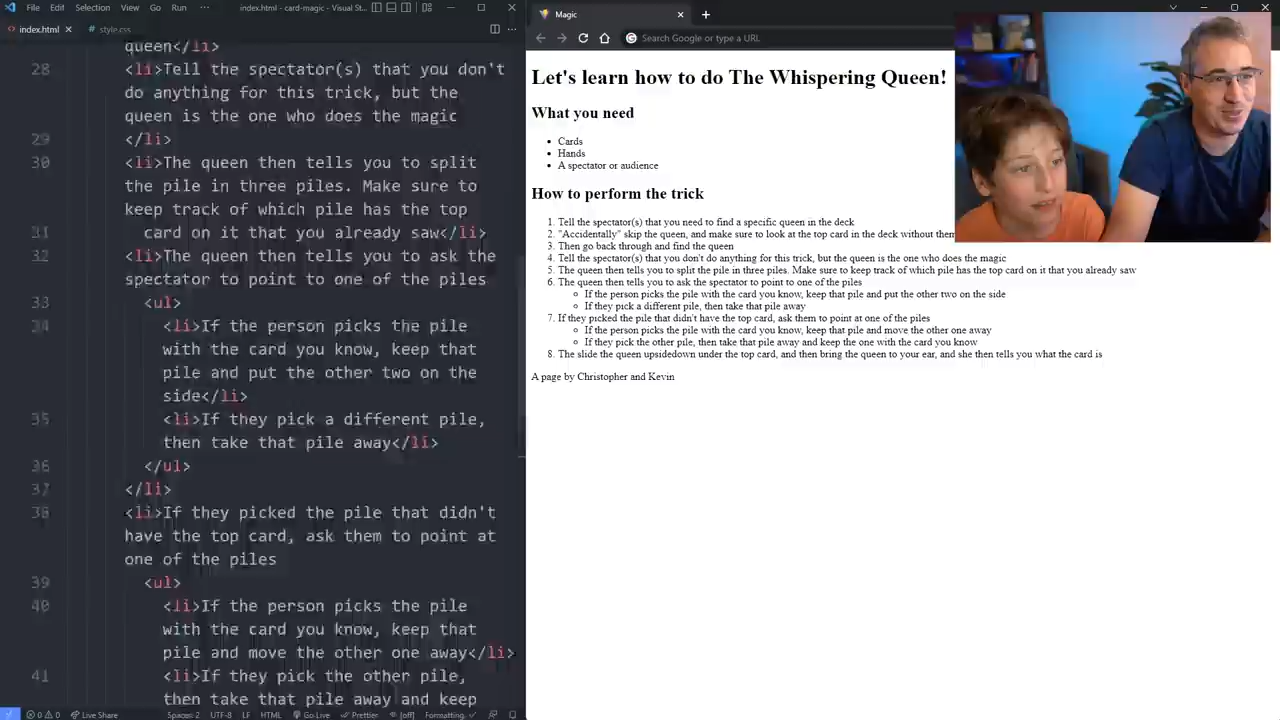 File Edit Selection View Go Run ··· index.html - card-magic - Visual St...
index.html
style.css
queen</li>
28 <li>Tell the spectator(s) that you don't
do anything for this trick, but the
queen is the one who does the magic
29 </li>
30 <li>The queen then tells you to split
the pile in three piles. Make sure to
keep track of which pile has the top
31 card on it that you already saw</li>
32 <li>The queen then tells you to ask the
spectator to point to one of the piles
33 <ul>
34 <li>If the person picks the pile
with the card you know, keep that
pile and put the other two on the
side</li>
35 <li>If they pick a different pile,
then take that pile away</li>
36 </ul>
37 </li>
38 <li>If they picked the pile that didn't
have the top card, ask them to point at
one of the piles
39 <ul>
40 <li>If the person picks the pile
with the card you know, keep that
pile and move the other one away</li>
41 <li>If they pick the other pile,
then take that pile away and keep
0 0 Live Share Spaces: 2 UTF-8 LF HTML Go Live Prettier [off] Formatting:
Magic
Search Google or type a URL
Let's learn how to do The Whispering Queen!
What you need
• Cards
• Hands
• A spectator or audience
How to perform the trick
1. Tell the spectator(s) that you need to find a specific queen in the deck
2. "Accidentally" skip the queen, and make sure to look at the top card in the deck without them
3. Then go back through and find the queen
4. Tell the spectator(s) that you don't do anything for this trick, but the queen is the one who does the magic
5. The queen then tells you to split the pile in three piles. Make sure to keep track of which pile has the top card on it that you already saw
6. The queen then tells you to ask the spectator to point to one of the piles
◦ If the person picks the pile with the card you know, keep that pile and put the other two on the side
◦ If they pick a different pile, then take that pile away
7. If they picked the pile that didn't have the top card, ask them to point at one of the piles
◦ If the person picks the pile with the card you know, keep that pile and move the other one away
◦ If they pick the other pile, then take that pile away and keep the one with the card you know
8. The slide the queen upsidedown under the top card, and then bring the queen to your ear, and she then tells you what the card is
A page by Christopher and Kevin